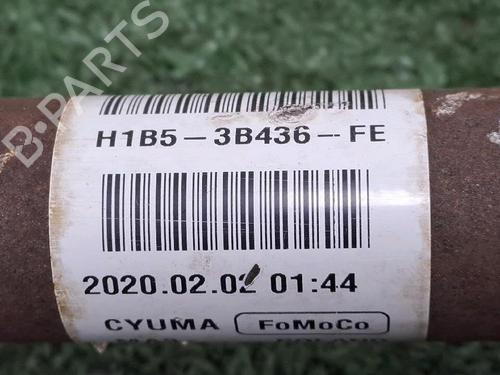 B-PARTS
H1B5-3B436-FE
2020.02.02 01:44
CYUMA FoMoCo